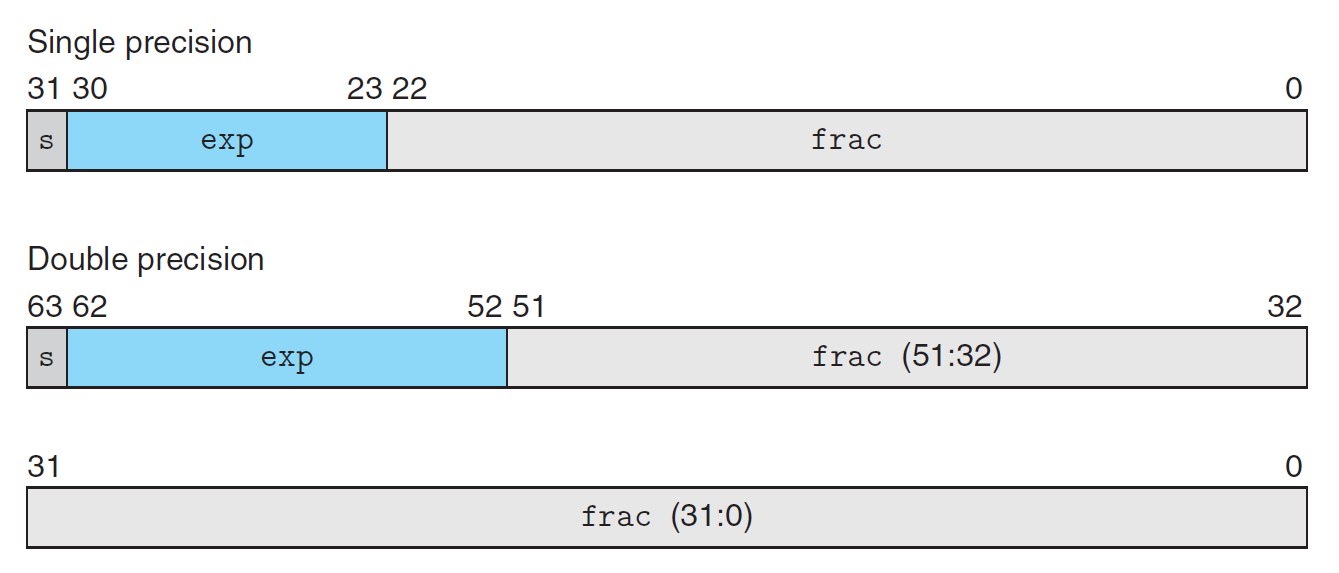 Single precision
31 30 23 22 0
s exp frac
Double precision
63 62 52 51 32
s exp frac (51:32)
31 0
frac (31:0)